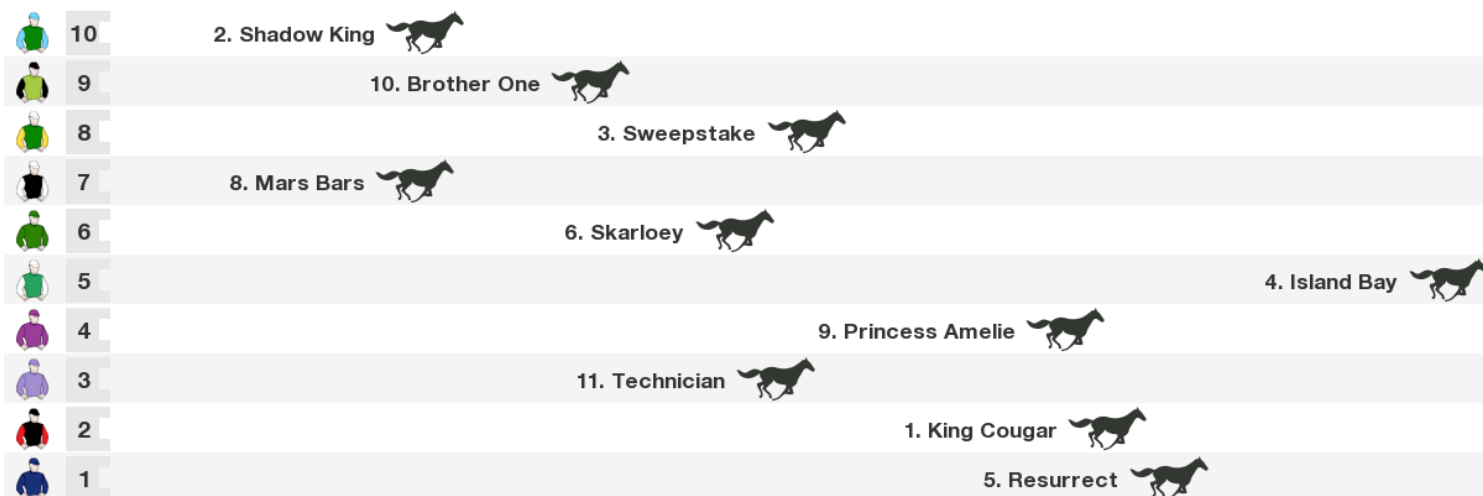 10 2. Shadow King
9 10. Brother One
8 3. Sweepstake
7 8. Mars Bars
6 6. Skarloey
5 4. Island Bay
4 9. Princess Amelie
3 11. Technician
2 1. King Cougar
1 5. Resurrect